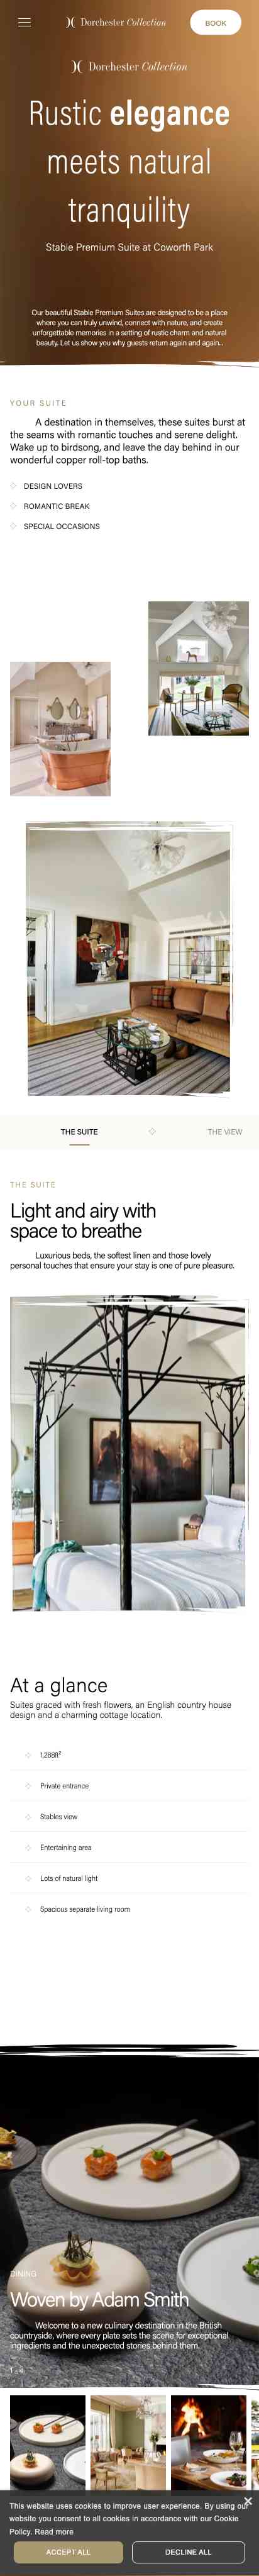 Dorchester Collection
BOOK
Dorchester Collection
Rustic elegance
meets natural
tranquility
Stable Premium Suite at Coworth Park
Our beautiful Stable Premium Suites are designed to be a place
where you can truly unwind, connect with nature, and create
unforgettable memories in a setting of rustic charm and natural
beauty. Let us show you why guests return again and again...
YOUR SUITE
A destination in themselves, these suites burst at
the seams with romantic touches and serene delight.
Wake up to birdsong, and leave the day behind in our
wonderful copper roll-top baths.
DESIGN LOVERS
ROMANTIC BREAK
SPECIAL OCCASIONS
THE SUITE
THE VIEW
THE SUITE
Light and airy with
space to breathe
Luxurious beds, the softest linen and those lovely
personal touches that ensure your stay is one of pure pleasure.
At a glance
Suites graced with fresh flowers, an English country house
design and a charming cottage location.
1,288ft²
Private entrance
Stables view
Entertaining area
Lots of natural light
Spacious separate living room
DINING
Woven by Adam Smith
Welcome to a new culinary destination in the British
countryside, where every plate sets the scene for exceptional
ingredients and the unexpected stories behind them.
This website uses cookies to improve user experience. By using our
website you consent to all cookies in accordance with our Cookie
Policy. Read more
ACCEPT ALL
DECLINE ALL